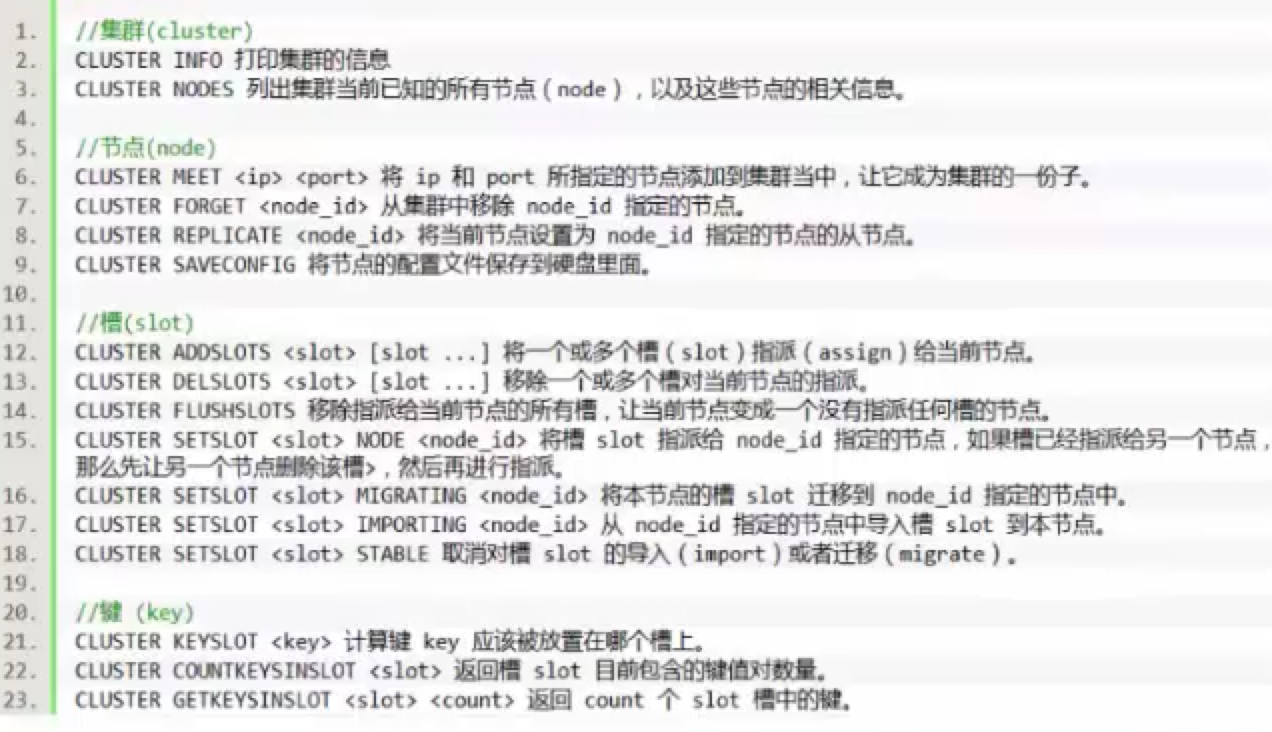 1. //集群(cluster)
2. CLUSTER INFO 打印集群的信息
3. CLUSTER NODES 列出集群当前已知的所有节点(node),以及这些节点的相关信息。
4.
5. //节点(node)
6. CLUSTER MEET <ip> <port> 将 ip 和 port 所指定的节点添加到集群当中,让它成为集群的一份子。
7. CLUSTER FORGET <node_id> 从集群中移除 node_id 指定的节点。
8. CLUSTER REPLICATE <node_id> 将当前节点设置为 node_id 指定的节点的从节点。
9. CLUSTER SAVECONFIG 将节点的配置文件保存到硬盘里面。
10.
11. //槽(slot)
12. CLUSTER ADDSLOTS <slot> [slot ...] 将一个或多个槽(slot)指派(assign)给当前节点。
13. CLUSTER DELSLOTS <slot> [slot ...] 移除一个或多个槽对当前节点的指派。
14. CLUSTER FLUSHSLOTS 移除指派给当前节点的所有槽,让当前节点变成一个没有指派任何槽的节点。
15. CLUSTER SETSLOT <slot> NODE <node_id> 将槽 slot 指派给 node_id 指定的节点,如果槽已经指派给另一个节点,
那么先让另一个节点删除该槽>,然后再进行指派。
16. CLUSTER SETSLOT <slot> MIGRATING <node_id> 将本节点的槽 slot 迁移到 node_id 指定的节点中。
17. CLUSTER SETSLOT <slot> IMPORTING <node_id> 从 node_id 指定的节点中导入槽 slot 到本节点。
18. CLUSTER SETSLOT <slot> STABLE 取消对槽 slot 的导入(import)或者迁移(migrate)。
19.
20. //键 (key)
21. CLUSTER KEYSLOT <key> 计算键 key 应该被放置在哪个槽上。
22. CLUSTER COUNTKEYSINSLOT <slot> 返回槽 slot 目前包含的键值对数量。
23. CLUSTER GETKEYSINSLOT <slot> <count> 返回 count 个 slot 槽中的键。